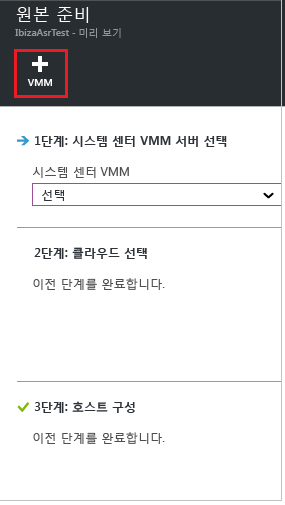 원본 준비
IbizaAsrTest - 미리 보기
VMM
1단계: 시스템 센터 VMM 서버 선택
시스템 센터 VMM
선택
2단계: 클라우드 선택
이전 단계를 완료합니다.
3단계: 호스트 구성
이전 단계를 완료합니다.